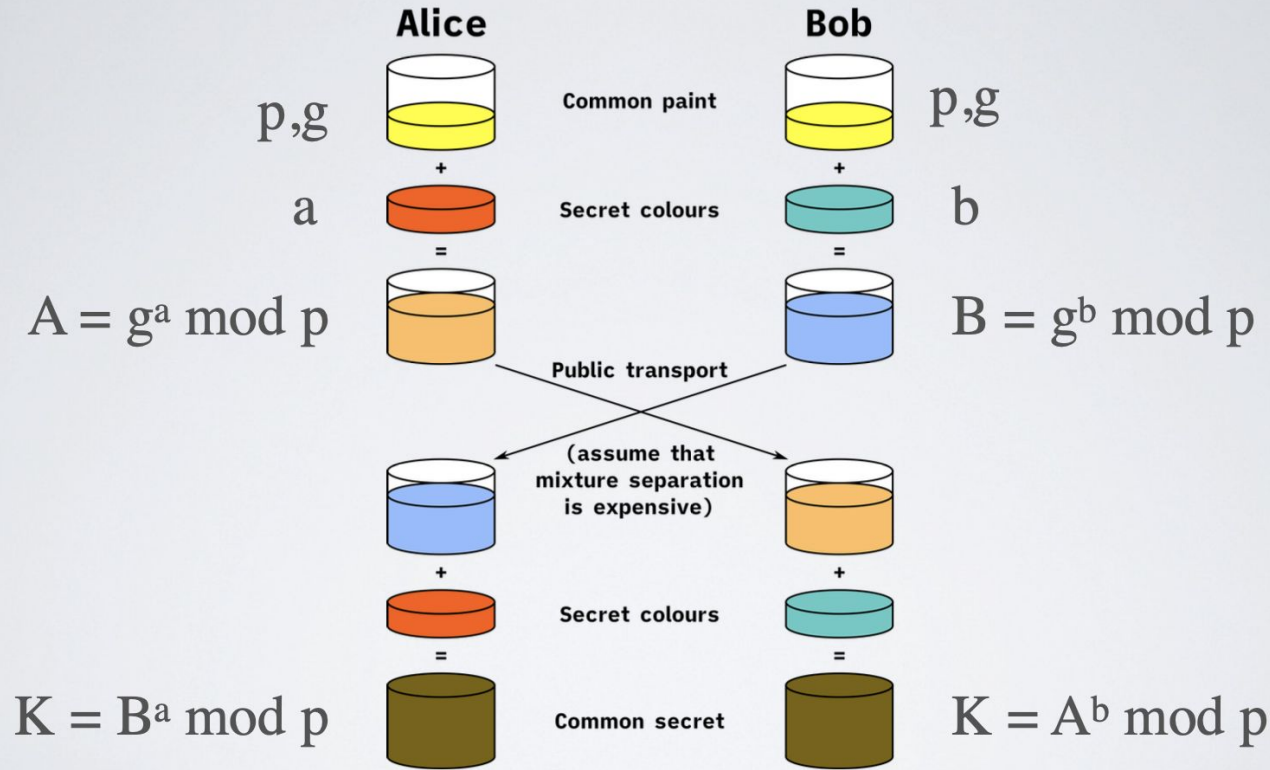 Alice Bob
p,g Common paint p,g
+ +
a Secret colours b
= =
A = gᵃ mod p B = gᵇ mod p
Public transport
(assume that
mixture separation
is expensive)
+ +
Secret colours
= =
K = Bᵃ mod p Common secret K = Aᵇ mod p